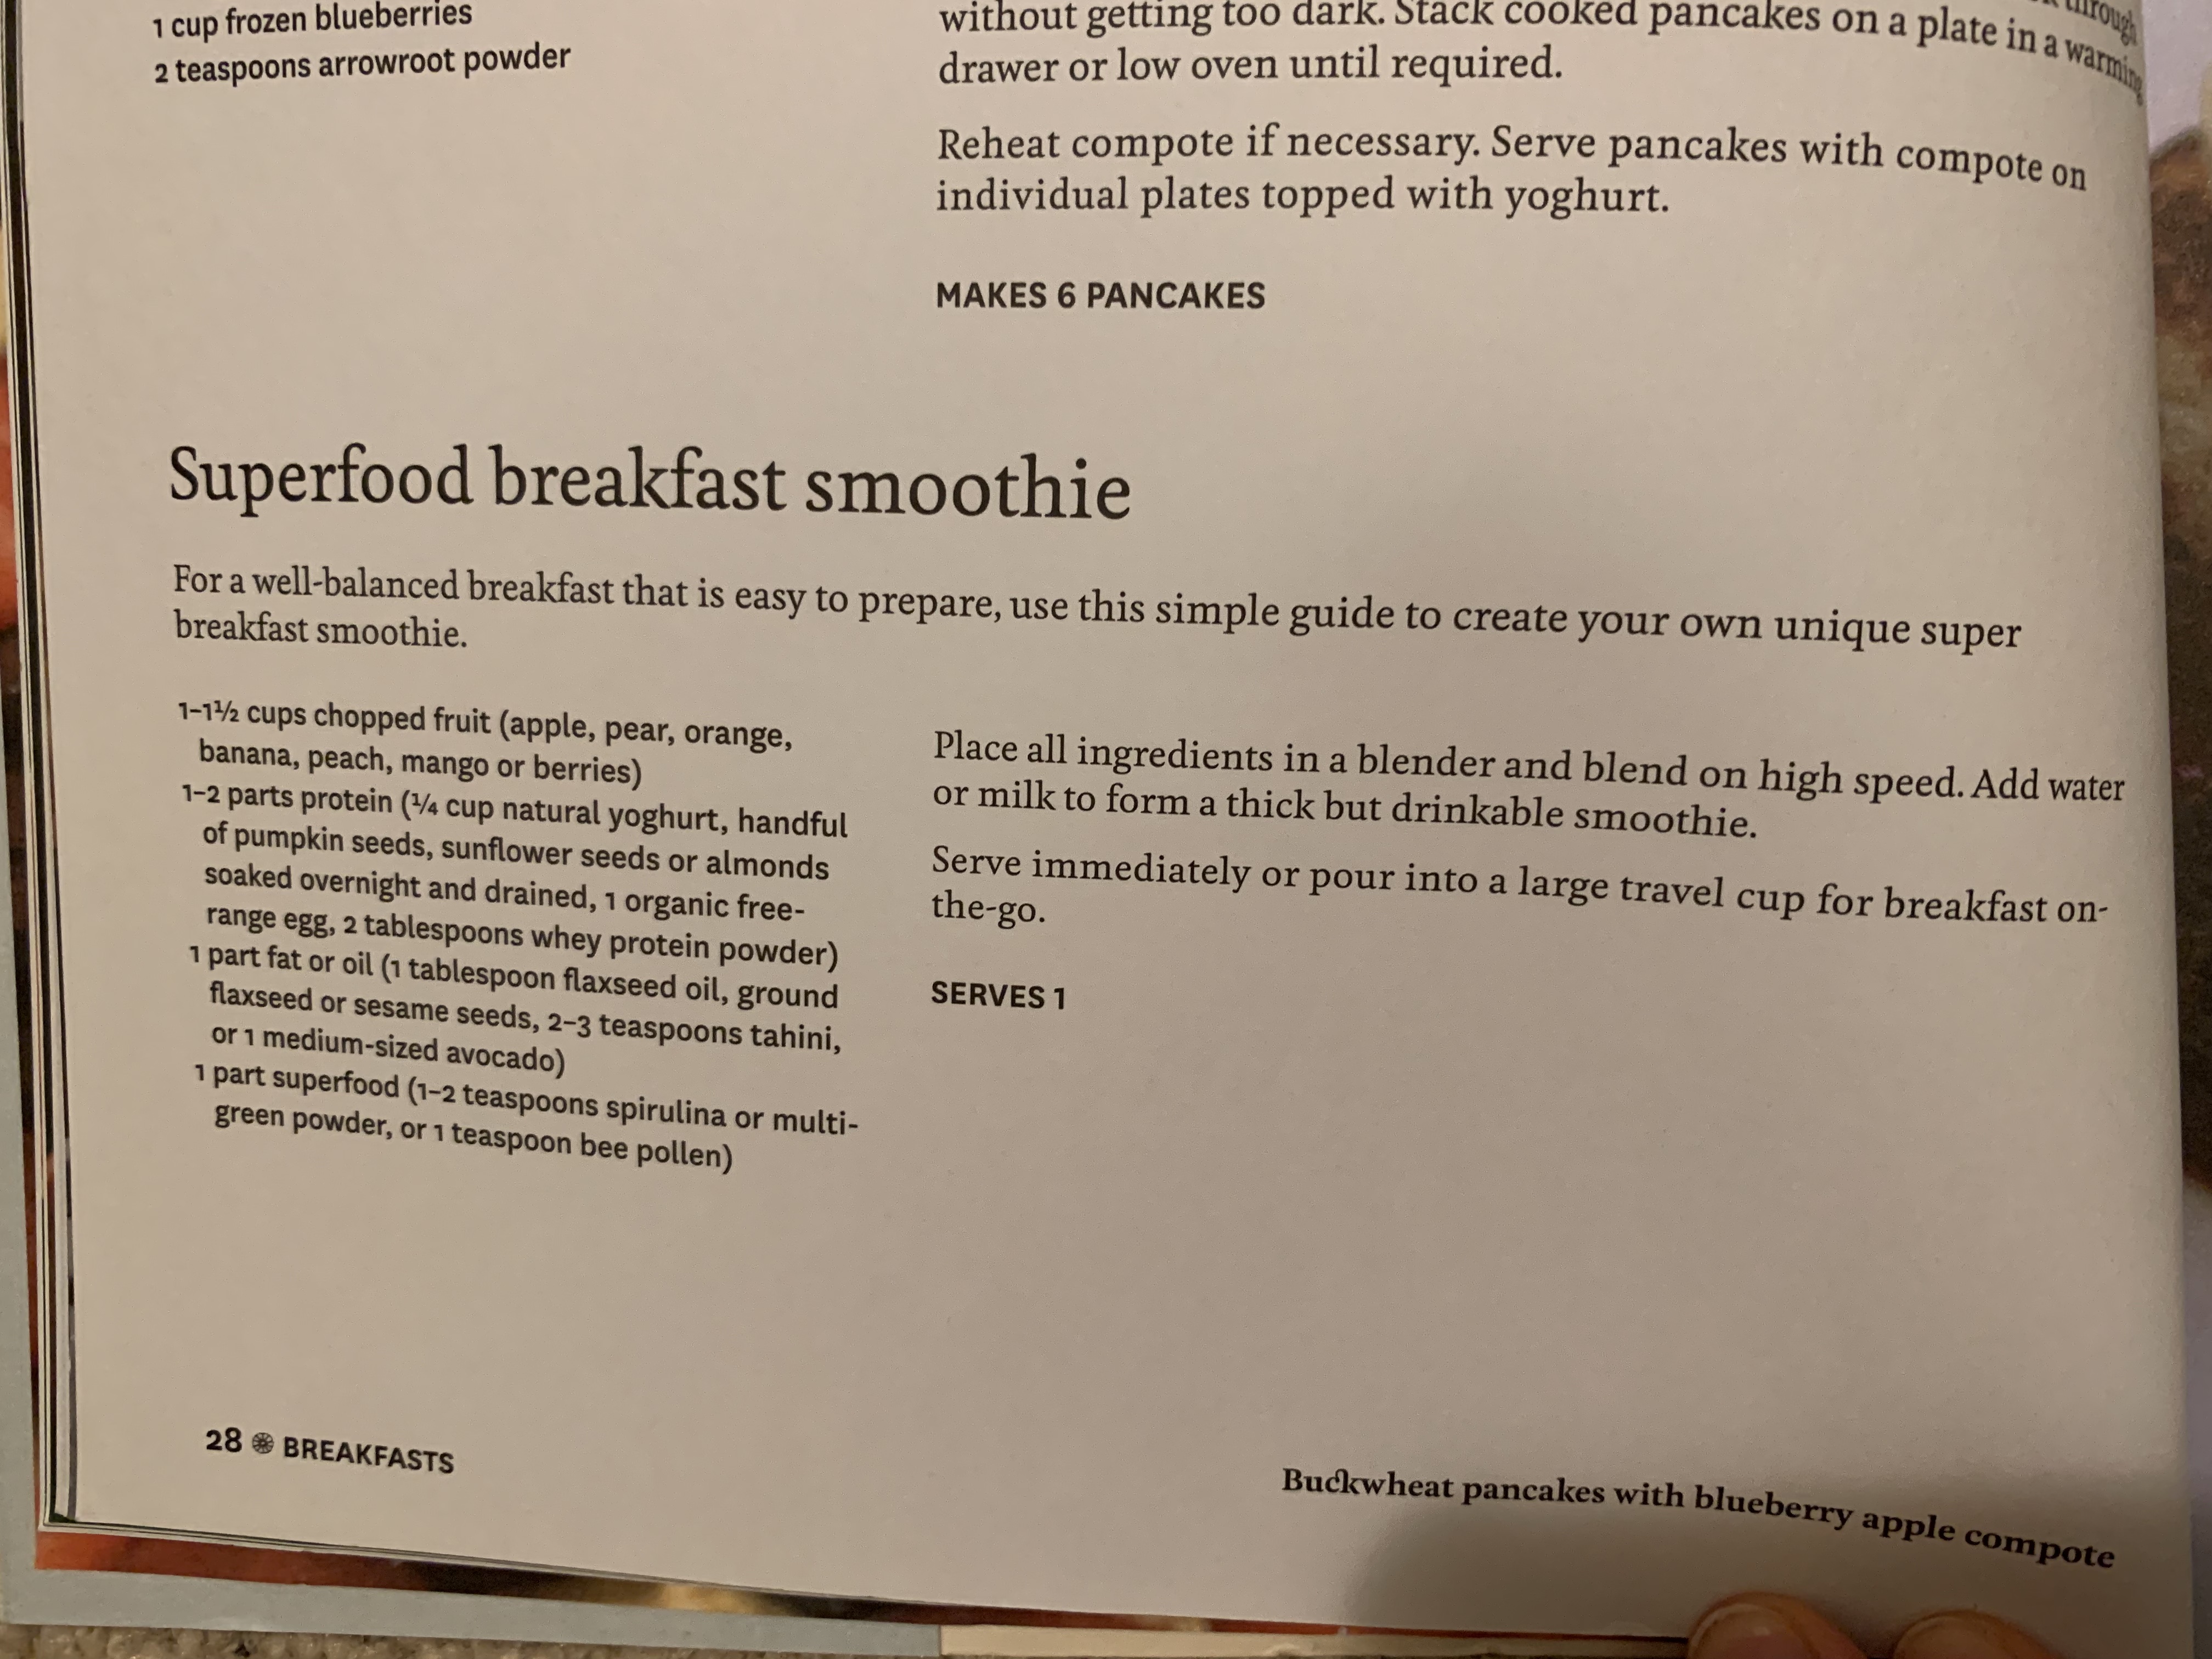 1 cup frozen blueberries
2 teaspoons arrowroot powder
through
without getting too dark. Stack cooked pancakes on a plate in a warming
drawer or low oven until required.
Reheat compote if necessary. Serve pancakes with compote on
individual plates topped with yoghurt.
MAKES 6 PANCAKES
Superfood breakfast smoothie
For a well-balanced breakfast that is easy to prepare, use this simple guide to create your own unique super
breakfast smoothie.
1–1½ cups chopped fruit (apple, pear, orange,
banana, peach, mango or berries)
1–2 parts protein (¼ cup natural yoghurt, handful
of pumpkin seeds, sunflower seeds or almonds
soaked overnight and drained, 1 organic free-
range egg, 2 tablespoons whey protein powder)
1 part fat or oil (1 tablespoon flaxseed oil, ground
flaxseed or sesame seeds, 2–3 teaspoons tahini,
or 1 medium-sized avocado)
1 part superfood (1–2 teaspoons spirulina or multi-
green powder, or 1 teaspoon bee pollen)
Place all ingredients in a blender and blend on high speed. Add water
or milk to form a thick but drinkable smoothie.
Serve immediately or pour into a large travel cup for breakfast on-
the-go.
SERVES 1
28 BREAKFASTS
Buckwheat pancakes with blueberry apple compote